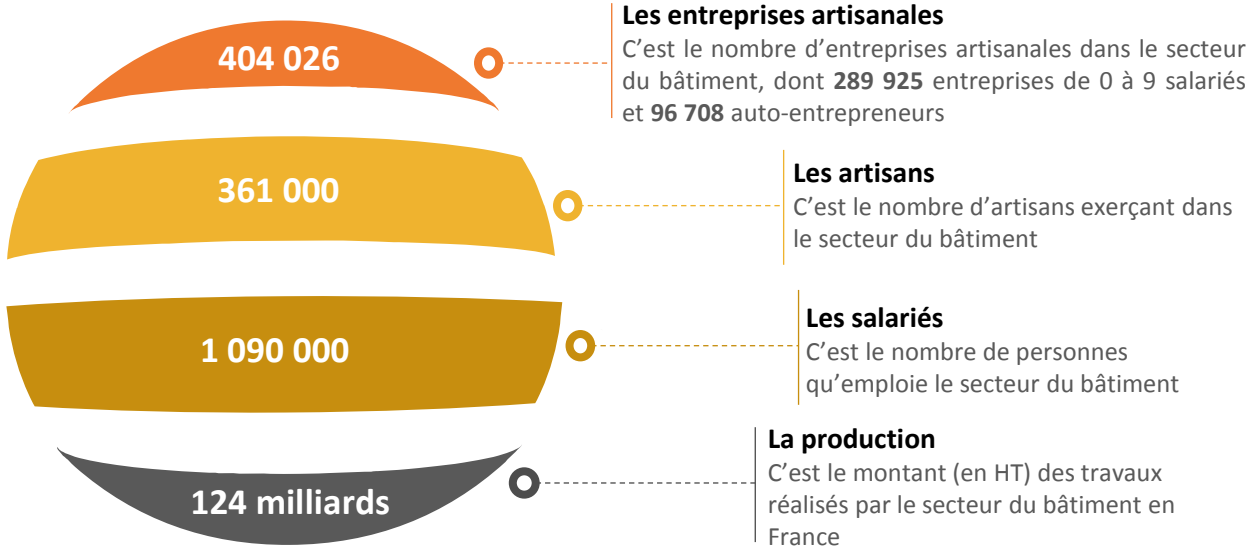 404 026
Les entreprises artisanales
C’est le nombre d’entreprises artisanales dans le secteur
du bâtiment, dont 289 925 entreprises de 0 à 9 salariés
et 96 708 auto-entrepreneurs
361 000
Les artisans
C’est le nombre d’artisans exerçant dans
le secteur du bâtiment
1 090 000
Les salariés
C’est le nombre de personnes
qu’emploie le secteur du bâtiment
124 milliards
La production
C’est le montant (en HT) des travaux
réalisés par le secteur du bâtiment en
France